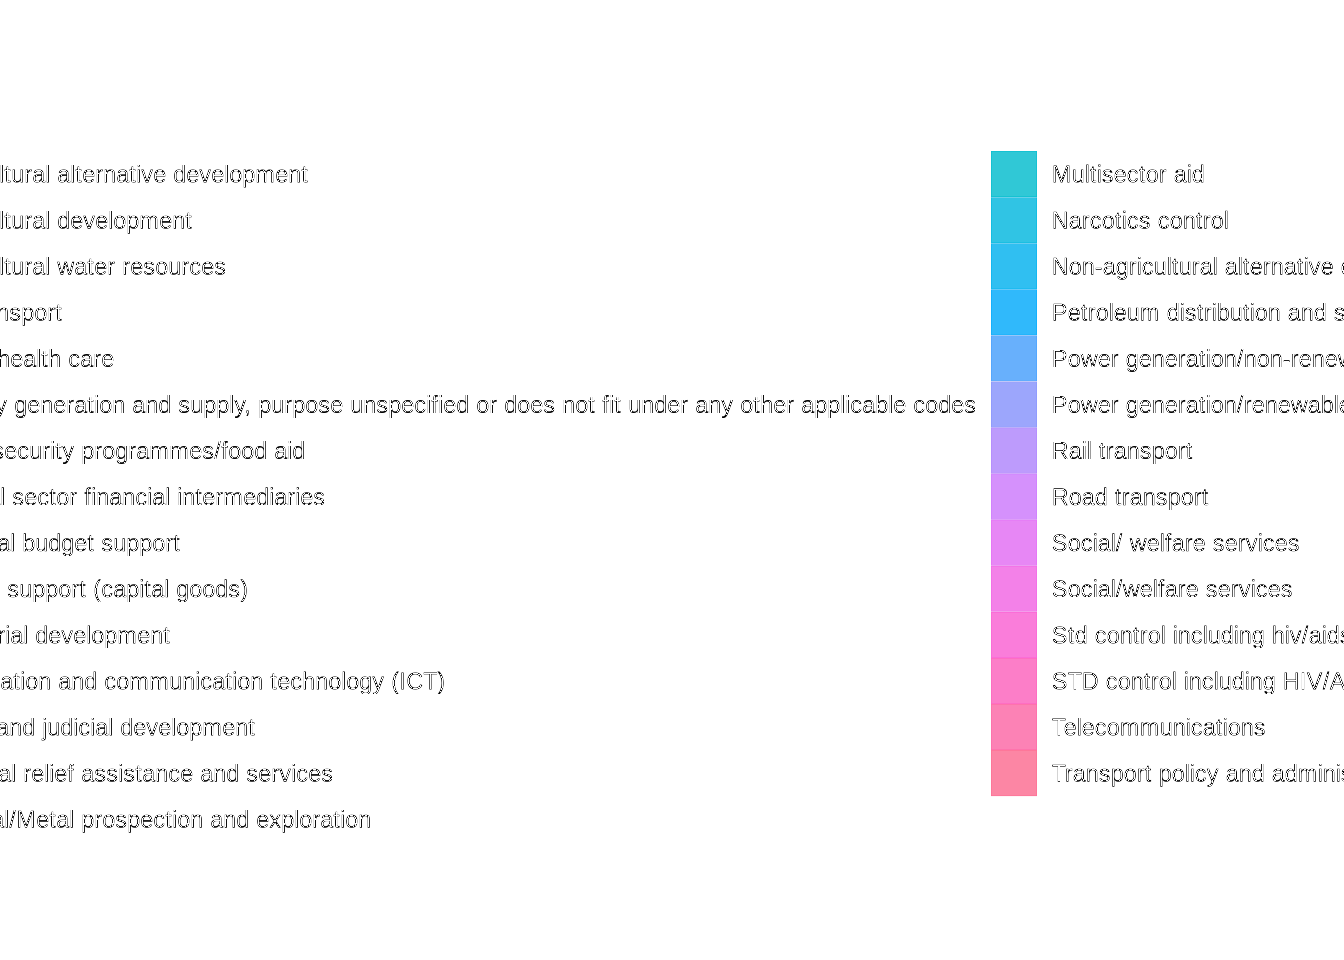 ltural alternative development
ltural development
ltural water resources
nsport
health care
y generation and supply, purpose unspecified or does not fit under any other applicable codes
security programmes/food aid
l sector financial intermediaries
al budget support
support (capital goods)
rial development
ation and communication technology (ICT)
and judicial development
al relief assistance and services
al/Metal prospection and exploration
Multisector aid
Narcotics control
Non-agricultural alternative
Petroleum distribution and s
Power generation/non-renew
Power generation/renewable
Rail transport
Road transport
Social/ welfare services
Social/welfare services
Std control including hiv/aids
STD control including HIV/A
Telecommunications
Transport policy and adminis